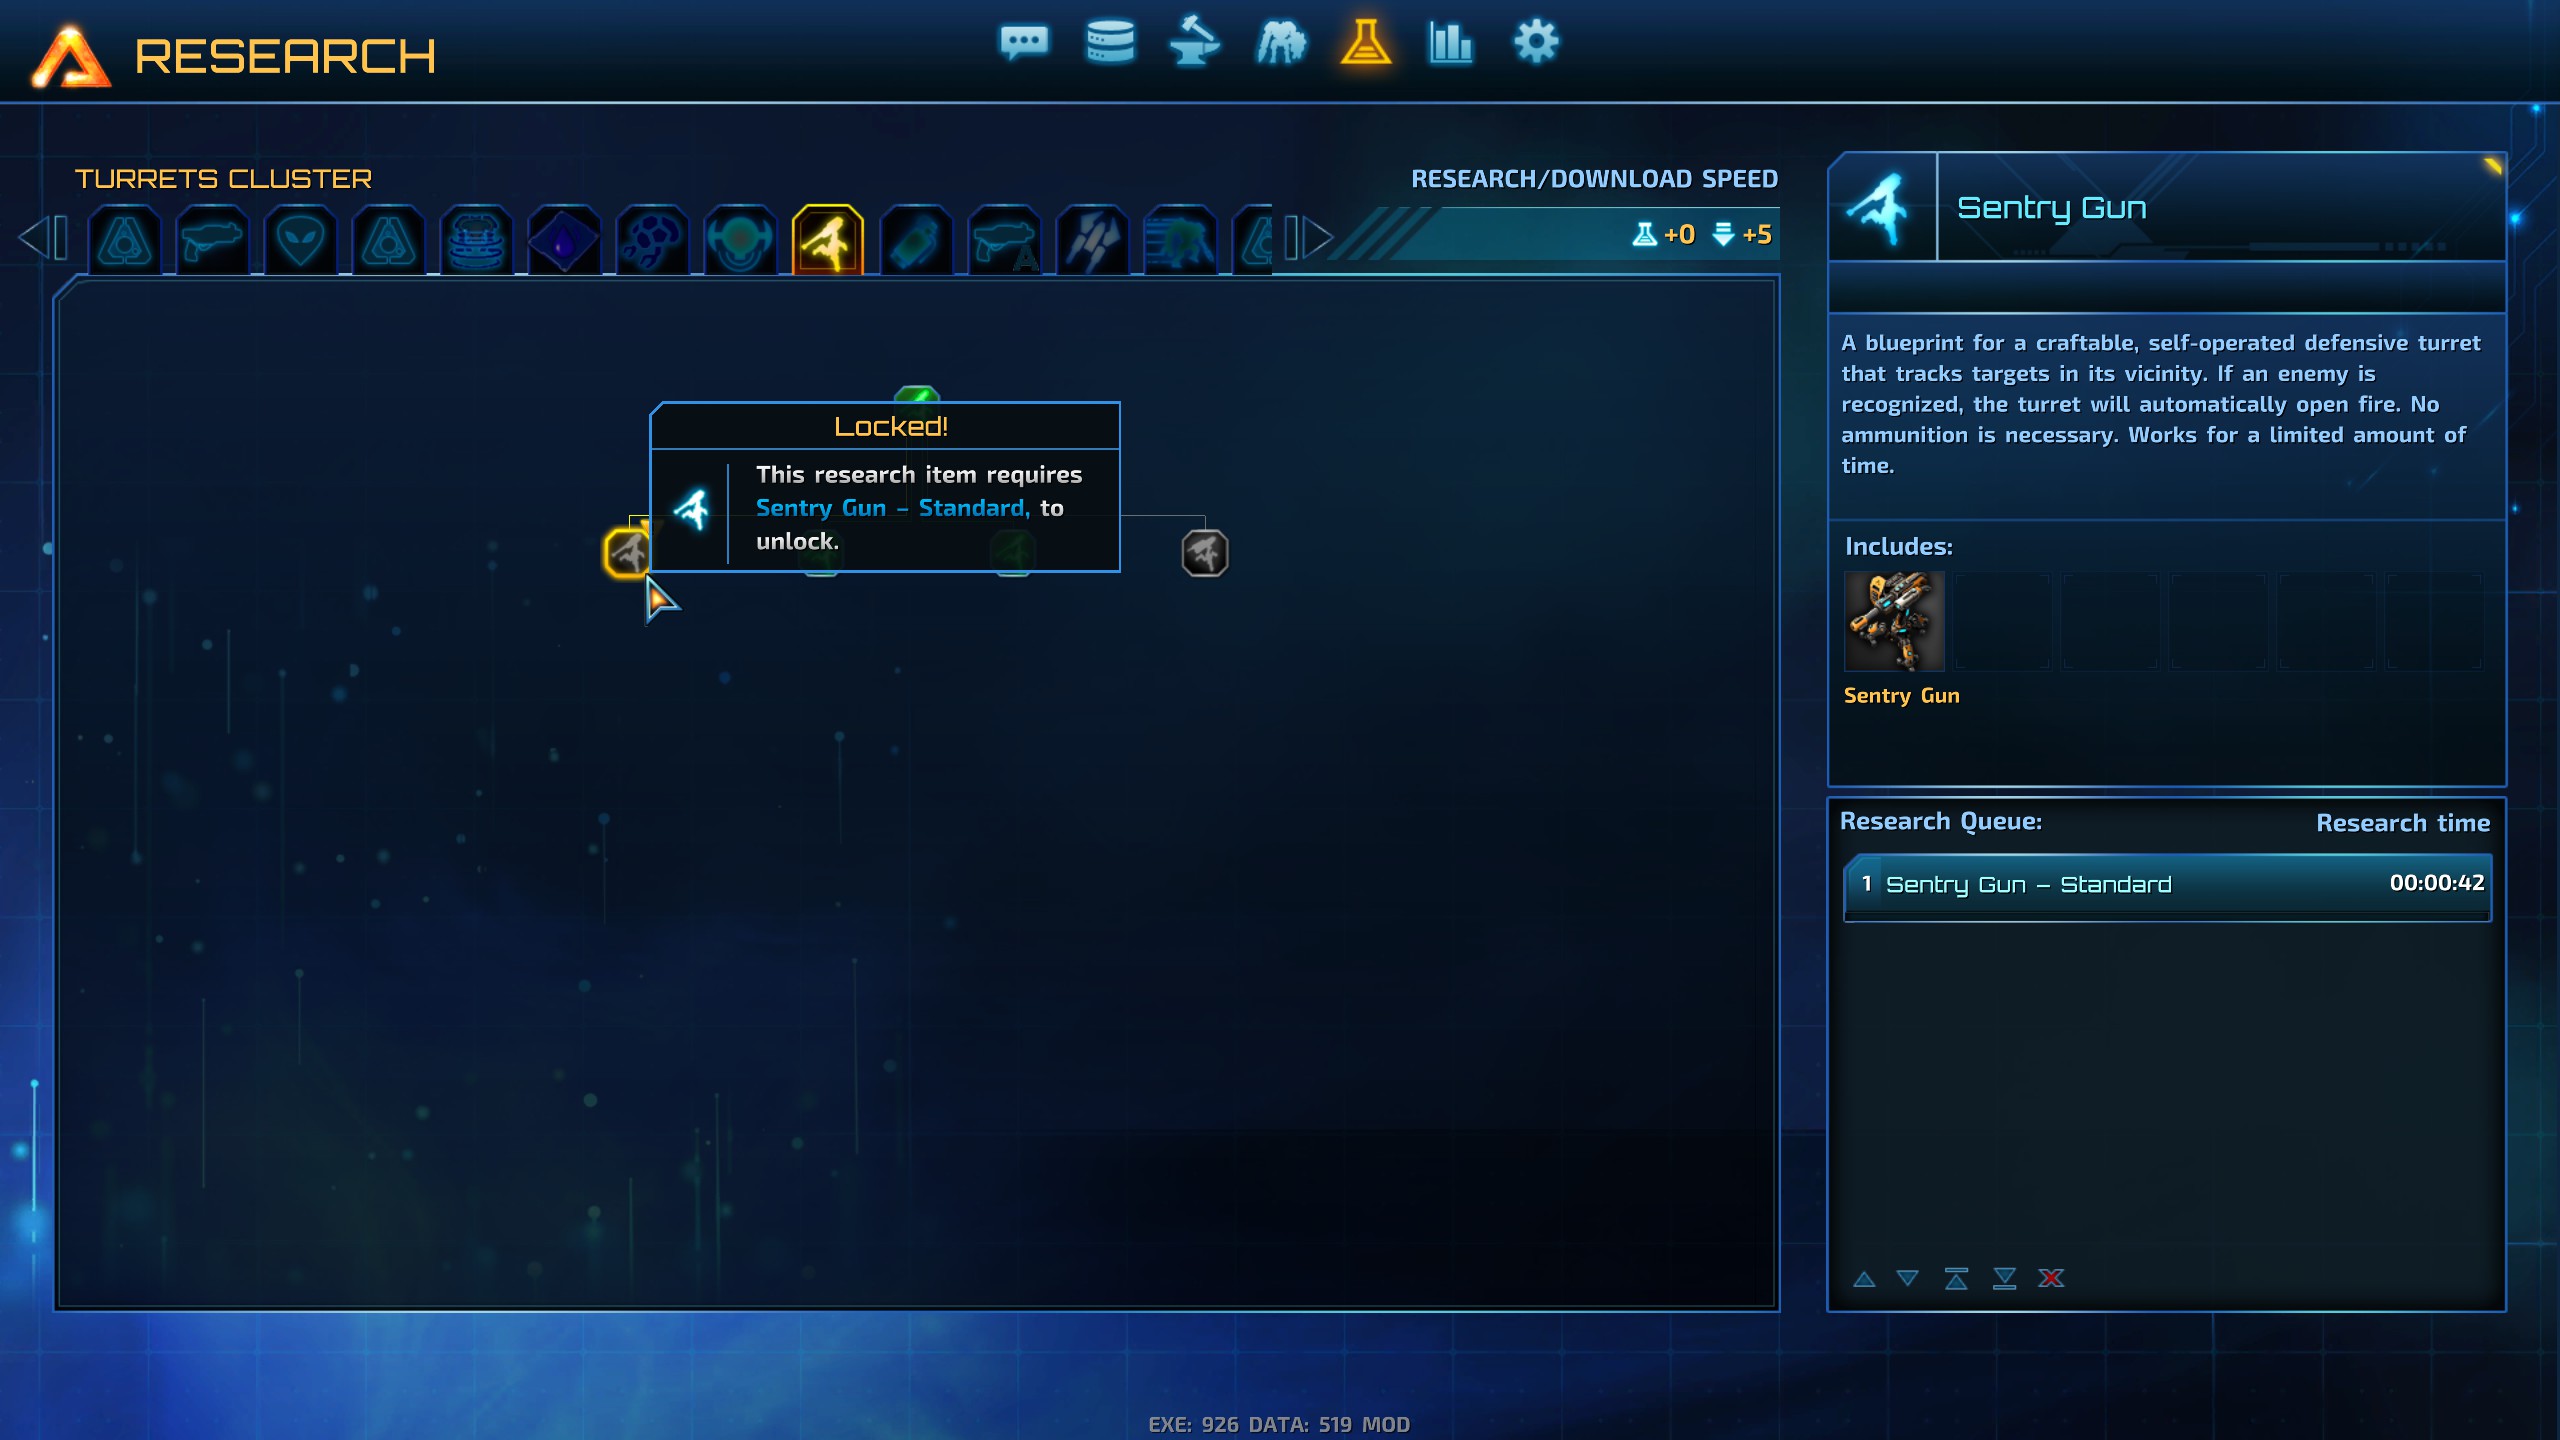 RESEARCH
TURRETS CLUSTER
RESEARCH/DOWNLOAD SPEED
+0 +5
Locked!
This research item requires
Sentry Gun – Standard, to
unlock.
Sentry Gun
A blueprint for a craftable, self-operated defensive turret
that tracks targets in its vicinity. If an enemy is
recognized, the turret will automatically open fire. No
ammunition is necessary. Works for a limited amount of
time.
Includes:
Sentry Gun
Research Queue: Research time
1 Sentry Gun – Standard 00:00:42
EXE: 926 DATA: 519 MOD